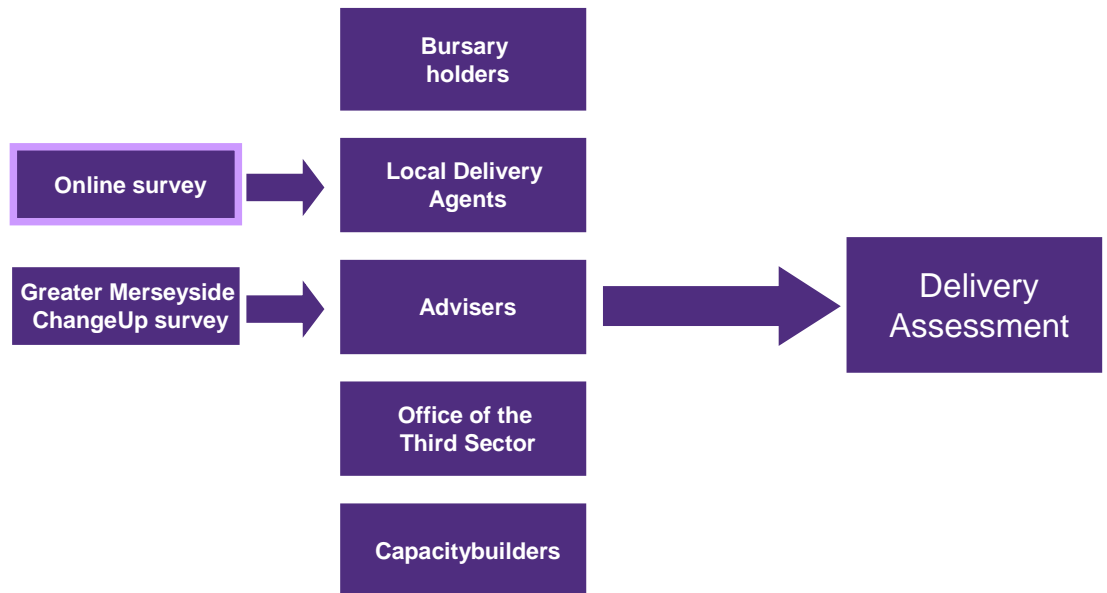 Bursary
holders
Online survey
Local Delivery
Agents
Greater Merseyside
ChangeUp survey
Advisers
Delivery
Assessment
Office of the
Third Sector
Capacitybuilders